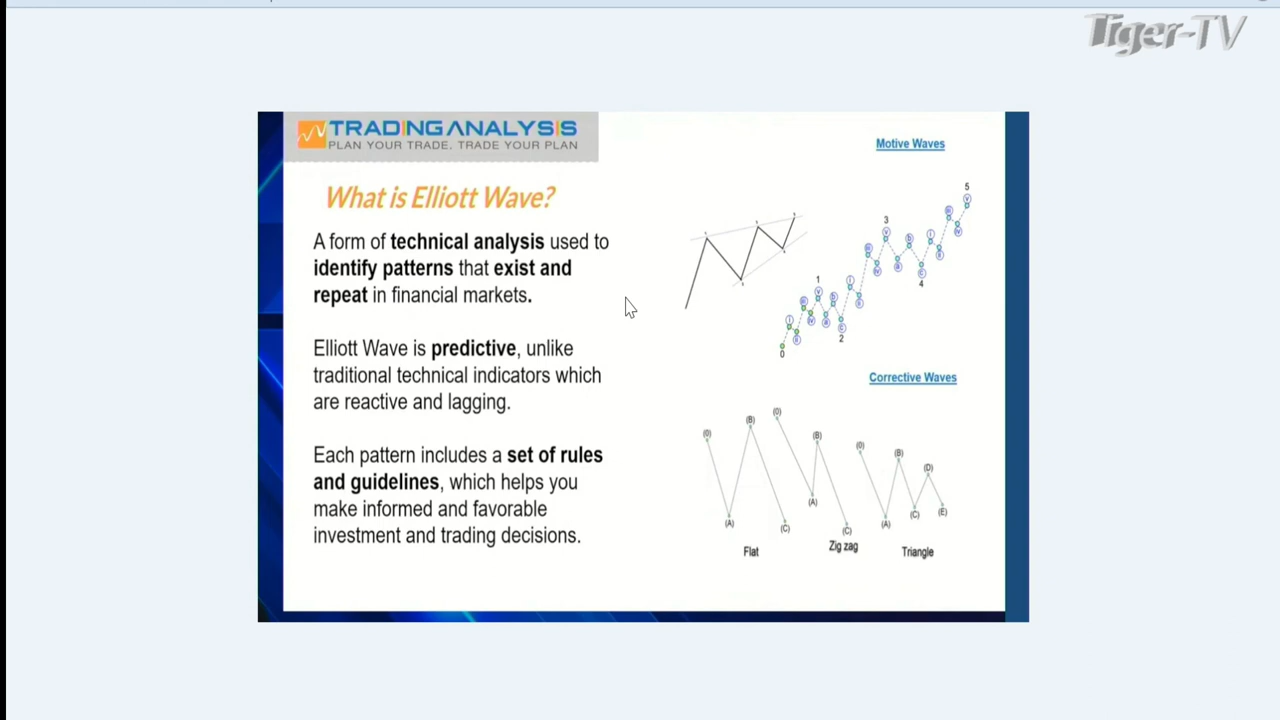 Tiger-TV
TRADINGANALYSIS
PLAN YOUR TRADE. TRADE YOUR PLAN
What is Elliott Wave?
A form of technical analysis used to
identify patterns that exist and
repeat in financial markets.
Elliott Wave is predictive, unlike
traditional technical indicators which
are reactive and lagging.
Each pattern includes a set of rules
and guidelines, which helps you
make informed and favorable
investment and trading decisions.
Motive Waves
5
3
1
4
2
0
Corrective Waves
(0) (B) (0) (B) (0) (B) (D)
(A) (C) (A) (C) (A) (C) (E)
Flat
Zig zag
Triangle